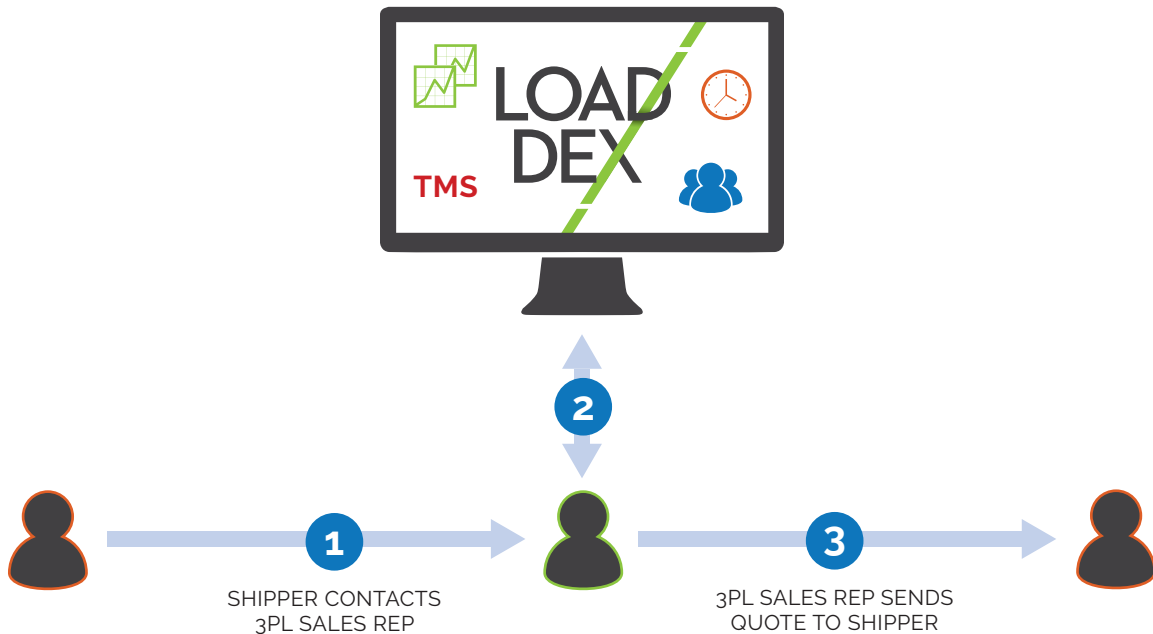 LOAD
DEX
TMS
2
1
3
SHIPPER CONTACTS
3PL SALES REP
3PL SALES REP SENDS
QUOTE TO SHIPPER